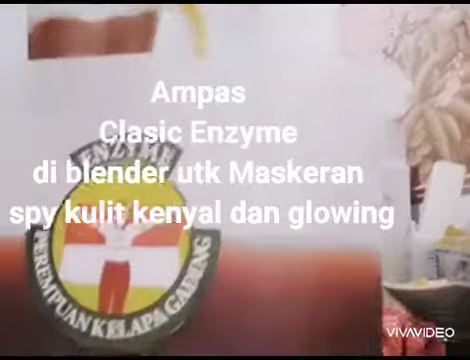 Ampas
Clasic Enzyme
di blender utk Maskeran
spy kulit kenyal dan glowing
ENZYME
PEREMPUAN KELAPA GADING
VIVAVIDEO